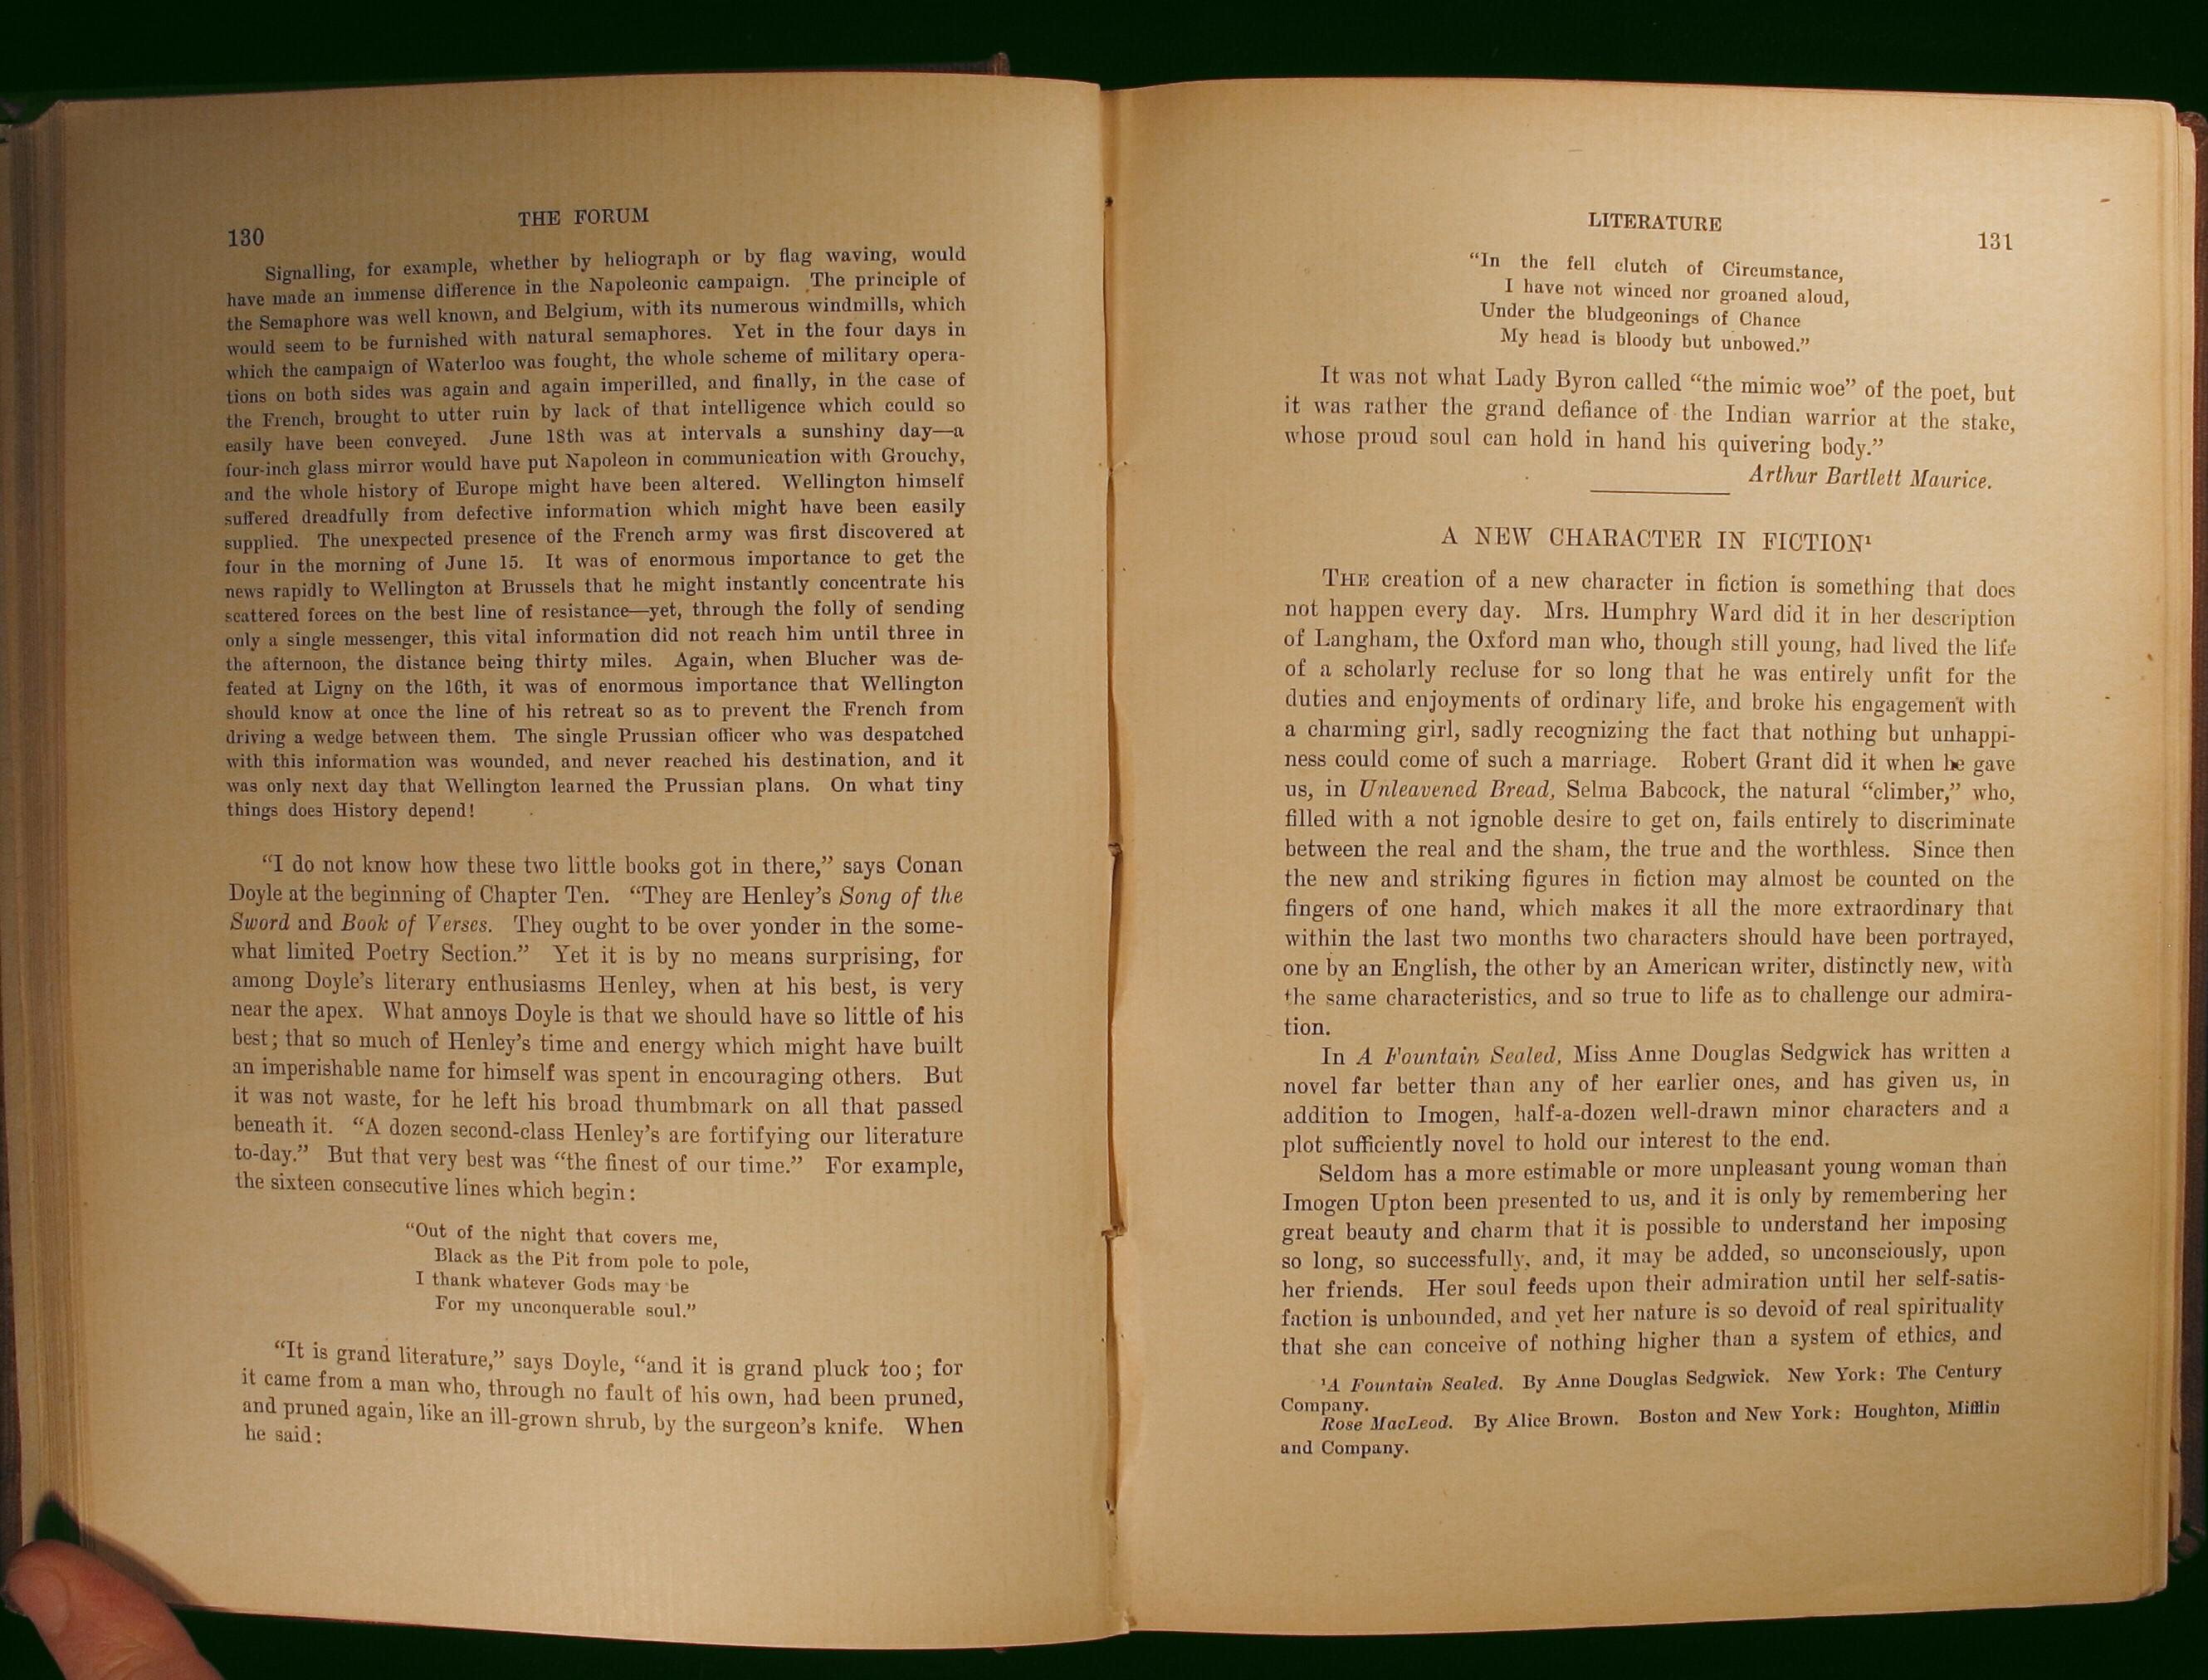 THE FORUM
130
Signalling, for example, whether by heliograph or by flag waving, would
have made an immense difference in the Napoleonic campaign. The principle of
the Semaphore was well known, and Belgium, with its numerous windmills, which
would seem to be furnished with natural semaphores. Yet in the four days in
which the campaign of Waterloo was fought, the whole scheme of military opera-
tions on both sides was again and again imperilled, and finally, in the case of
the French, brought to utter ruin by lack of that intelligence which could so
easily have been conveyed. June 18th was at intervals a sunshiny day—a
four-inch glass mirror would have put Napoleon in communication with Grouchy,
and the whole history of Europe might have been altered. Wellington himself
suffered dreadfully from defective information which might have been easily
supplied. The unexpected presence of the French army was first discovered at
four in the morning of June 15. It was of enormous importance to get the
news rapidly to Wellington at Brussels that he might instantly concentrate his
scattered forces on the best line of resistance—yet, through the folly of sending
only a single messenger, this vital information did not reach him until three in
the afternoon, the distance being thirty miles. Again, when Blucher was de-
feated at Ligny on the 16th, it was of enormous importance that Wellington
should know at once the line of his retreat so as to prevent the French from
driving a wedge between them. The single Prussian officer who was despatched
with this information was wounded, and never reached his destination, and it
was only next day that Wellington learned the Prussian plans. On what tiny
things does History depend!
“I do not know how these two little books got in there,” says Conan
Doyle at the beginning of Chapter Ten. “They are Henley’s Song of the
Sword and Book of Verses. They ought to be over yonder in the some-
what limited Poetry Section.” Yet it is by no means surprising, for
among Doyle’s literary enthusiasms Henley, when at his best, is very
near the apex. What annoys Doyle is that we should have so little of his
best; that so much of Henley’s time and energy which might have built
an imperishable name for himself was spent in encouraging others. But
it was not waste, for he left his broad thumbmark on all that passed
beneath it. “A dozen second-class Henley’s are fortifying our literature
to-day.” But that very best was “the finest of our time.” For example,
the sixteen consecutive lines which begin:
“Out of the night that covers me,
Black as the Pit from pole to pole,
I thank whatever Gods may be
For my unconquerable soul.”
“It is grand literature,” says Doyle, “and it is grand pluck too; for
it came from a man who, through no fault of his own, had been pruned,
and pruned again, like an ill-grown shrub, by the surgeon’s knife. When
he said:
LITERATURE
131
“In the fell clutch of Circumstance,
I have not winced nor groaned aloud,
Under the bludgeonings of Chance
My head is bloody but unbowed.”
It was not what Lady Byron called “the mimic woe” of the poet, but
it was rather the grand defiance of the Indian warrior at the stake,
whose proud soul can hold in hand his quivering body.”
Arthur Bartlett Maurice.
A NEW CHARACTER IN FICTION¹
THE creation of a new character in fiction is something that does
not happen every day. Mrs. Humphry Ward did it in her description
of Langham, the Oxford man who, though still young, had lived the life
of a scholarly recluse for so long that he was entirely unfit for the
duties and enjoyments of ordinary life, and broke his engagement with
a charming girl, sadly recognizing the fact that nothing but unhappi-
ness could come of such a marriage. Robert Grant did it when he gave
us, in Unleavened Bread, Selma Babcock, the natural “climber,” who,
filled with a not ignoble desire to get on, fails entirely to discriminate
between the real and the sham, the true and the worthless. Since then
the new and striking figures in fiction may almost be counted on the
fingers of one hand, which makes it all the more extraordinary that
within the last two months two characters should have been portrayed,
one by an English, the other by an American writer, distinctly new, with
the same characteristics, and so true to life as to challenge our admira-
tion.
In A Fountain Sealed, Miss Anne Douglas Sedgwick has written a
novel far better than any of her earlier ones, and has given us, in
addition to Imogen, half-a-dozen well-drawn minor characters and a
plot sufficiently novel to hold our interest to the end.
Seldom has a more estimable or more unpleasant young woman than
Imogen Upton been presented to us, and it is only by remembering her
great beauty and charm that it is possible to understand her imposing
so long, so successfully, and, it may be added, so unconsciously, upon
her friends. Her soul feeds upon their admiration until her self-satis-
faction is unbounded, and yet her nature is so devoid of real spirituality
that she can conceive of nothing higher than a system of ethics, and
¹A Fountain Sealed. By Anne Douglas Sedgwick. New York: The Century
Company.
Rose MacLeod. By Alice Brown. Boston and New York: Houghton, Mifflin
and Company.